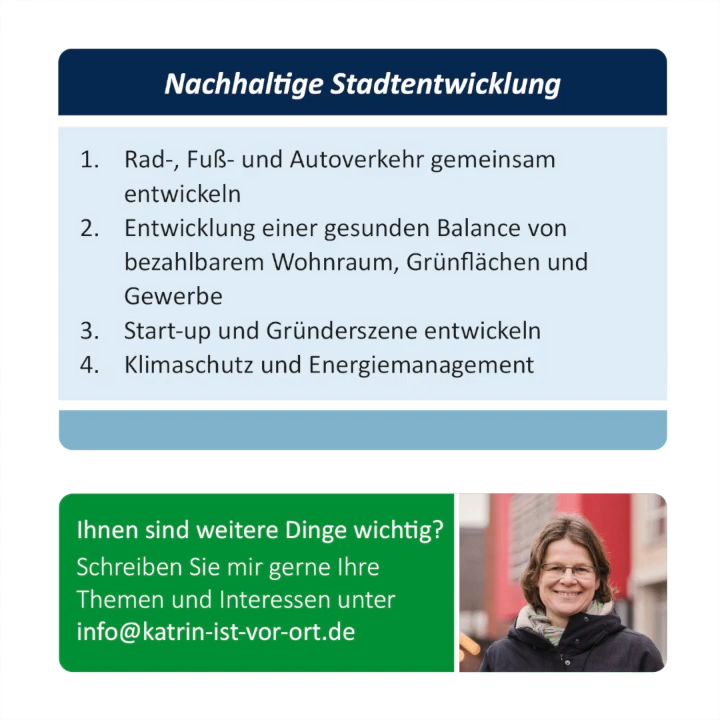 Nachhaltige Stadtentwicklung
1. Rad-, Fuß- und Autoverkehr gemeinsam
entwickeln
2. Entwicklung einer gesunden Balance von
bezahlbarem Wohnraum, Grünflächen und
Gewerbe
3. Start-up und Gründerszene entwickeln
4. Klimaschutz und Energiemanagement
Ihnen sind weitere Dinge wichtig?
Schreiben Sie mir gerne Ihre
Themen und Interessen unter
info@katrin-ist-vor-ort.de